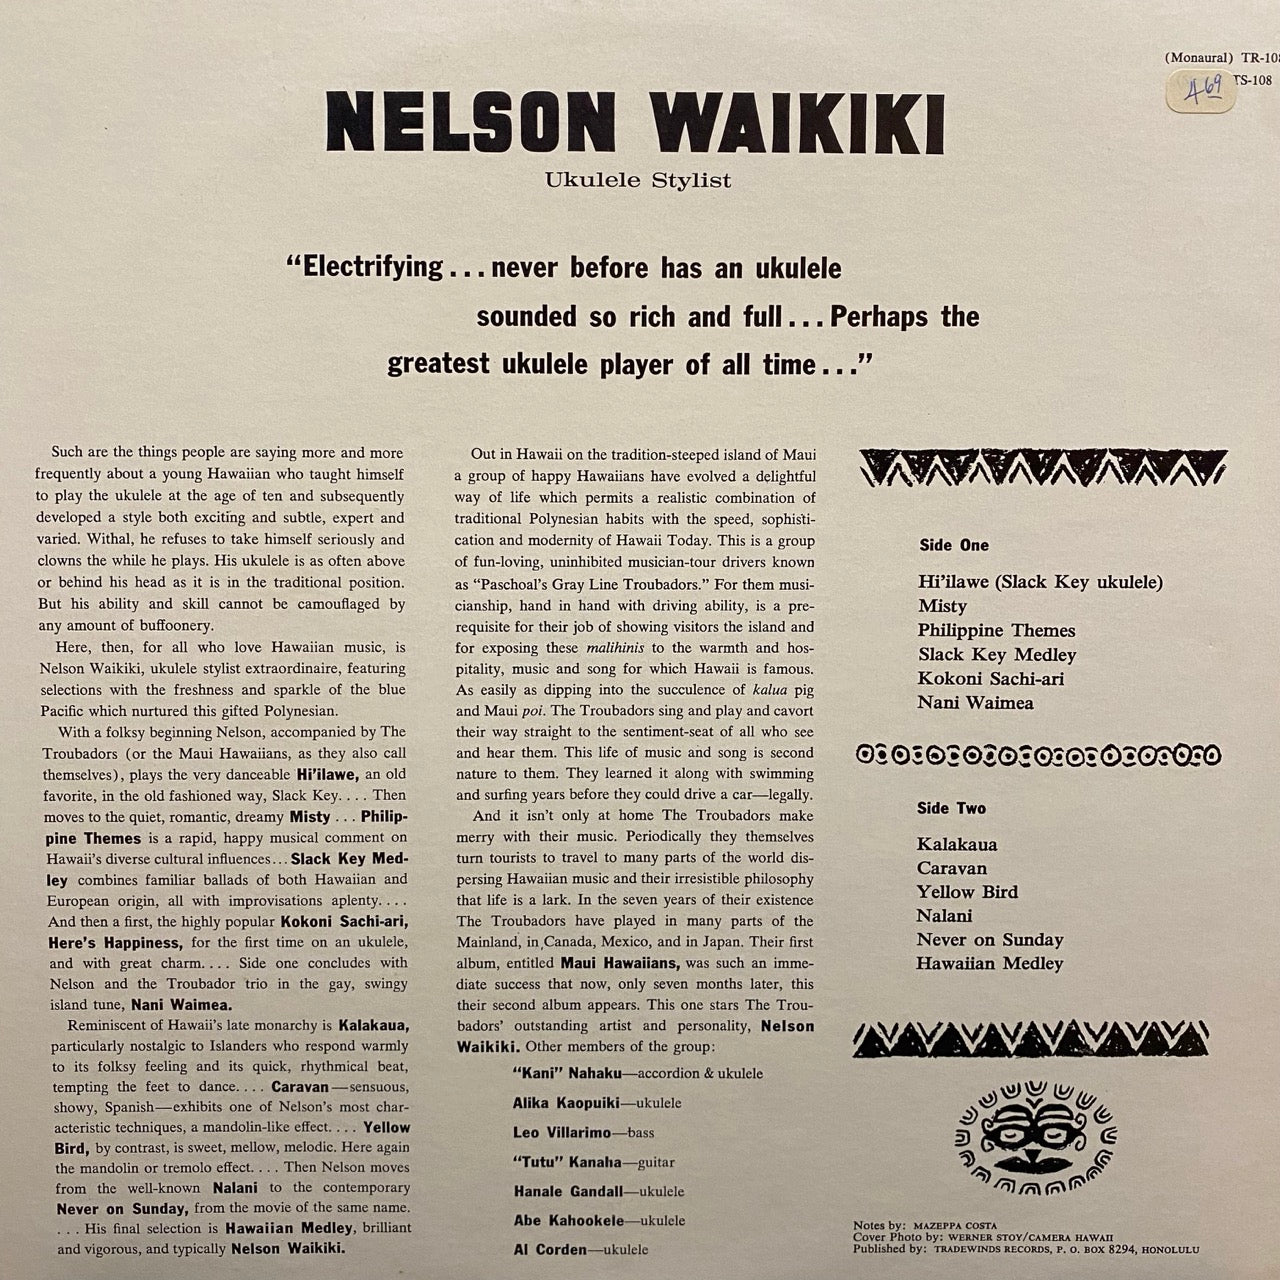 (Monaural) TR-108
TS-108
4 69
NELSON WAIKIKI
Ukulele Stylist
“Electrifying . . . never before has an ukulele
sounded so rich and full . . . Perhaps the
greatest ukulele player of all time . . .”
Such are the things people are saying more and more
frequently about a young Hawaiian who taught himself
to play the ukulele at the age of ten and subsequently
developed a style both exciting and subtle, expert and
varied. Withal, he refuses to take himself seriously and
clowns the while he plays. His ukulele is as often above
or behind his head as it is in the traditional position.
But his ability and skill cannot be camouflaged by
any amount of buffoonery.
Here, then, for all who love Hawaiian music, is
Nelson Waikiki, ukulele stylist extraordinaire, featuring
selections with the freshness and sparkle of the blue
Pacific which nurtured this gifted Polynesian.
With a folksy beginning Nelson, accompanied by The
Troubadors (or the Maui Hawaiians, as they also call
themselves), plays the very danceable Hi’ilawe, an old
favorite, in the old fashioned way, Slack Key. . . . Then
moves to the quiet, romantic, dreamy Misty . . . Philip-
pine Themes is a rapid, happy musical comment on
Hawaii’s diverse cultural influences . . . Slack Key Med-
ley combines familiar ballads of both Hawaiian and
European origin, all with improvisations aplenty. . . .
And then a first, the highly popular Kokoni Sachi-ari,
Here’s Happiness, for the first time on an ukulele,
and with great charm. . . . Side one concludes with
Nelson and the Troubador trio in the gay, swingy
island tune, Nani Waimea.
Reminiscent of Hawaii’s late monarchy is Kalakaua,
particularly nostalgic to Islanders who respond warmly
to its folksy feeling and its quick, rhythmical beat,
tempting the feet to dance. . . . Caravan—sensuous,
showy, Spanish—exhibits one of Nelson’s most char-
acteristic techniques, a mandolin-like effect. . . . Yellow
Bird, by contrast, is sweet, mellow, melodic. Here again
the mandolin or tremolo effect. . . . Then Nelson moves
from the well-known Nalani to the contemporary
Never on Sunday, from the movie of the same name.
. . . His final selection is Hawaiian Medley, brilliant
and vigorous, and typically Nelson Waikiki.
Out in Hawaii on the tradition-steeped island of Maui
a group of happy Hawaiians have evolved a delightful
way of life which permits a realistic combination of
traditional Polynesian habits with the speed, sophisti-
cation and modernity of Hawaii Today. This is a group
of fun-loving, uninhibited musician-tour drivers known
as “Paschoal’s Gray Line Troubadors.” For them musi-
cianship, hand in hand with driving ability, is a pre-
requisite for their job of showing visitors the island and
for exposing these malihinis to the warmth and hos-
pitality, music and song for which Hawaii is famous.
As easily as dipping into the succulence of kalua pig
and Maui poi. The Troubadors sing and play and cavort
their way straight to the sentiment-seat of all who see
and hear them. This life of music and song is second
nature to them. They learned it along with swimming
and surfing years before they could drive a car—legally.
And it isn’t only at home The Troubadors make
merry with their music. Periodically they themselves
turn tourists to travel to many parts of the world dis-
persing Hawaiian music and their irresistible philosophy
that life is a lark. In the seven years of their existence
The Troubadors have played in many parts of the
Mainland, in Canada, Mexico, and in Japan. Their first
album, entitled Maui Hawaiians, was such an imme-
diate success that now, only seven months later, this
their second album appears. This one stars The Trou-
badors’ outstanding artist and personality, Nelson
Waikiki. Other members of the group:
“Kani” Nahaku—accordion & ukulele
Alika Kaopuiki—ukulele
Leo Villarimo—bass
“Tutu” Kanaha—guitar
Hanale Gandall—ukulele
Abe Kahookele—ukulele
Al Corden—ukulele
Side One
Hi’ilawe (Slack Key ukulele)
Misty
Philippine Themes
Slack Key Medley
Kokoni Sachi-ari
Nani Waimea
Side Two
Kalakaua
Caravan
Yellow Bird
Nalani
Never on Sunday
Hawaiian Medley
Notes by: MAZEPPA COSTA
Cover Photo by: WERNER STOY/CAMERA HAWAII
Published by: TRADEWINDS RECORDS, P. O. BOX 8294, HONOLULU